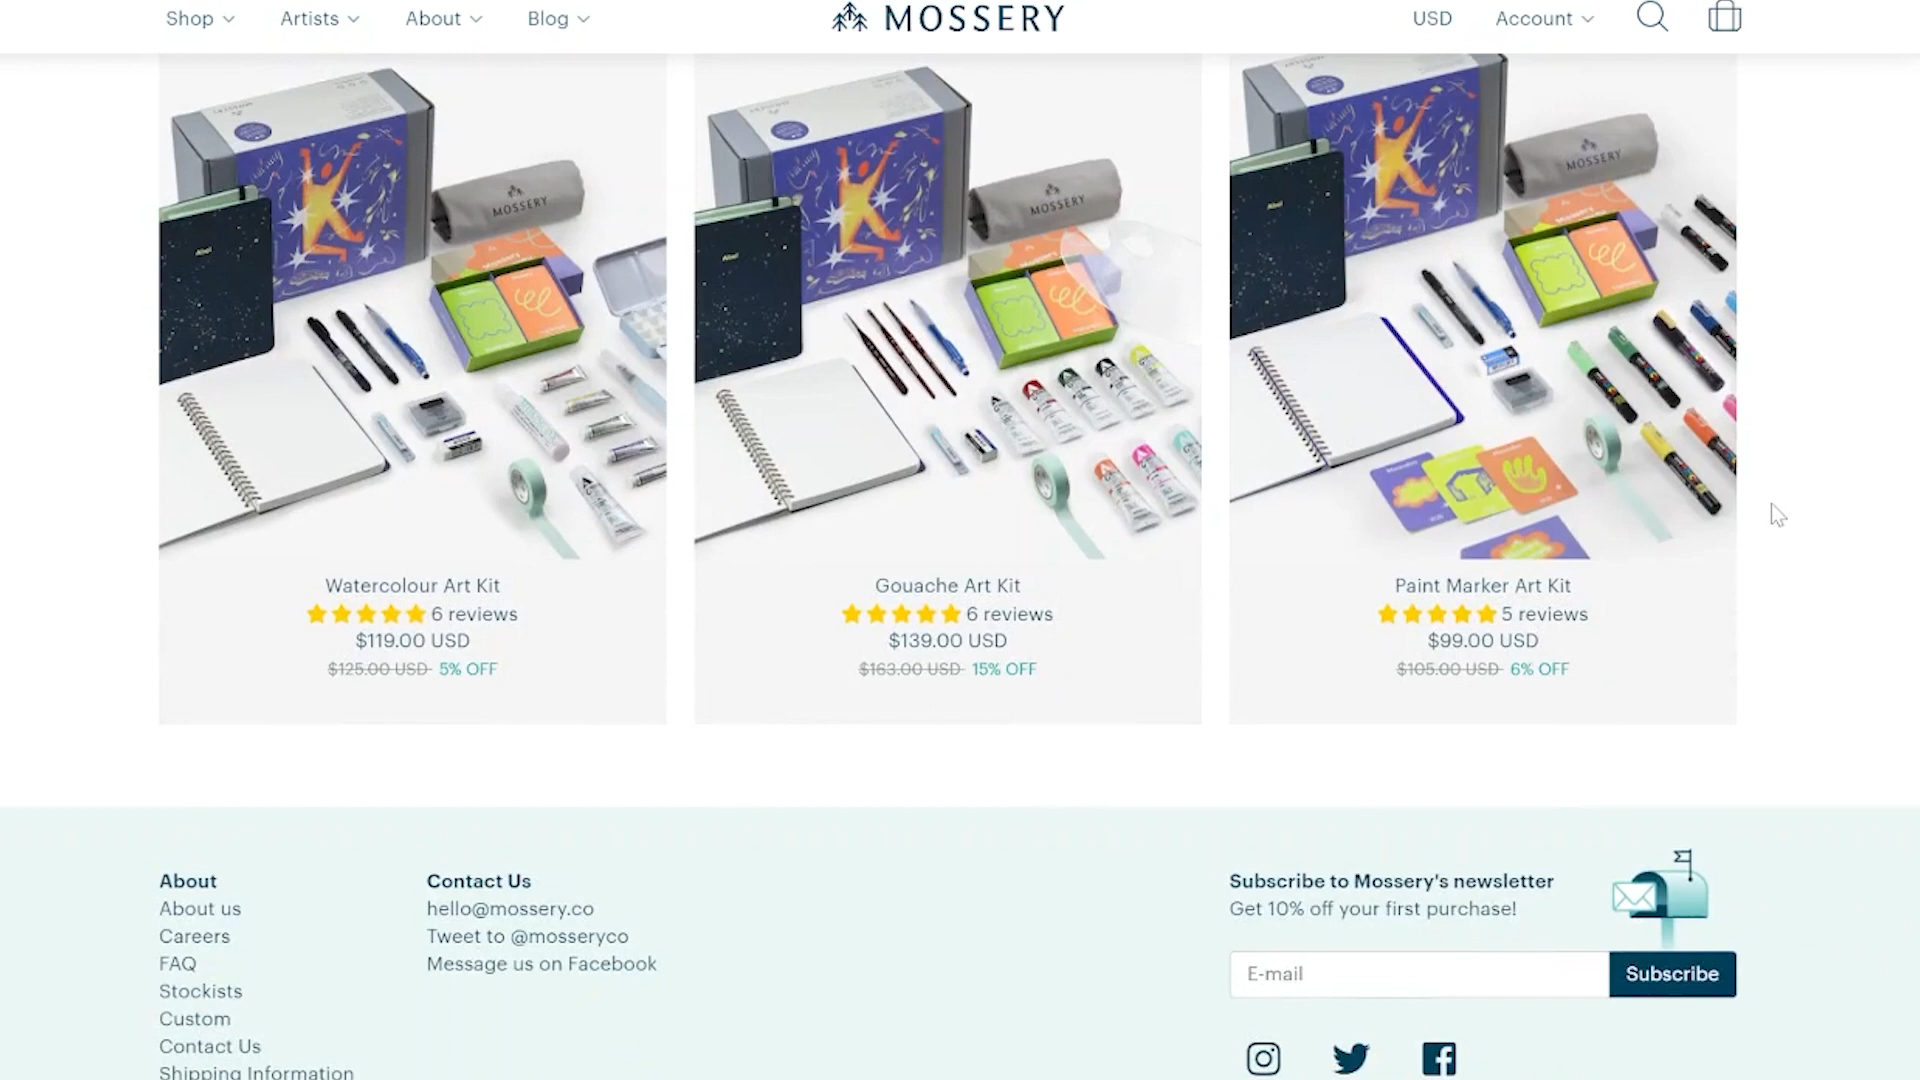 Shop
Artists
About
Blog
MOSSERY
USD
Account
MOSSERY
MOSSERY
MOSSERY
Abel
Abel
Abel
Watercolour Art Kit
6 reviews
$119.00 USD
$125.00 USD 5% OFF
Gouache Art Kit
6 reviews
$139.00 USD
$163.00 USD 15% OFF
Paint Marker Art Kit
5 reviews
$99.00 USD
$105.00 USD 6% OFF
About
About us
Careers
FAQ
Stockists
Custom
Contact Us
Shipping Information
Contact Us
hello@mossery.co
Tweet to @mosseryco
Message us on Facebook
Subscribe to Mossery's newsletter
Get 10% off your first purchase!
E-mail
Subscribe